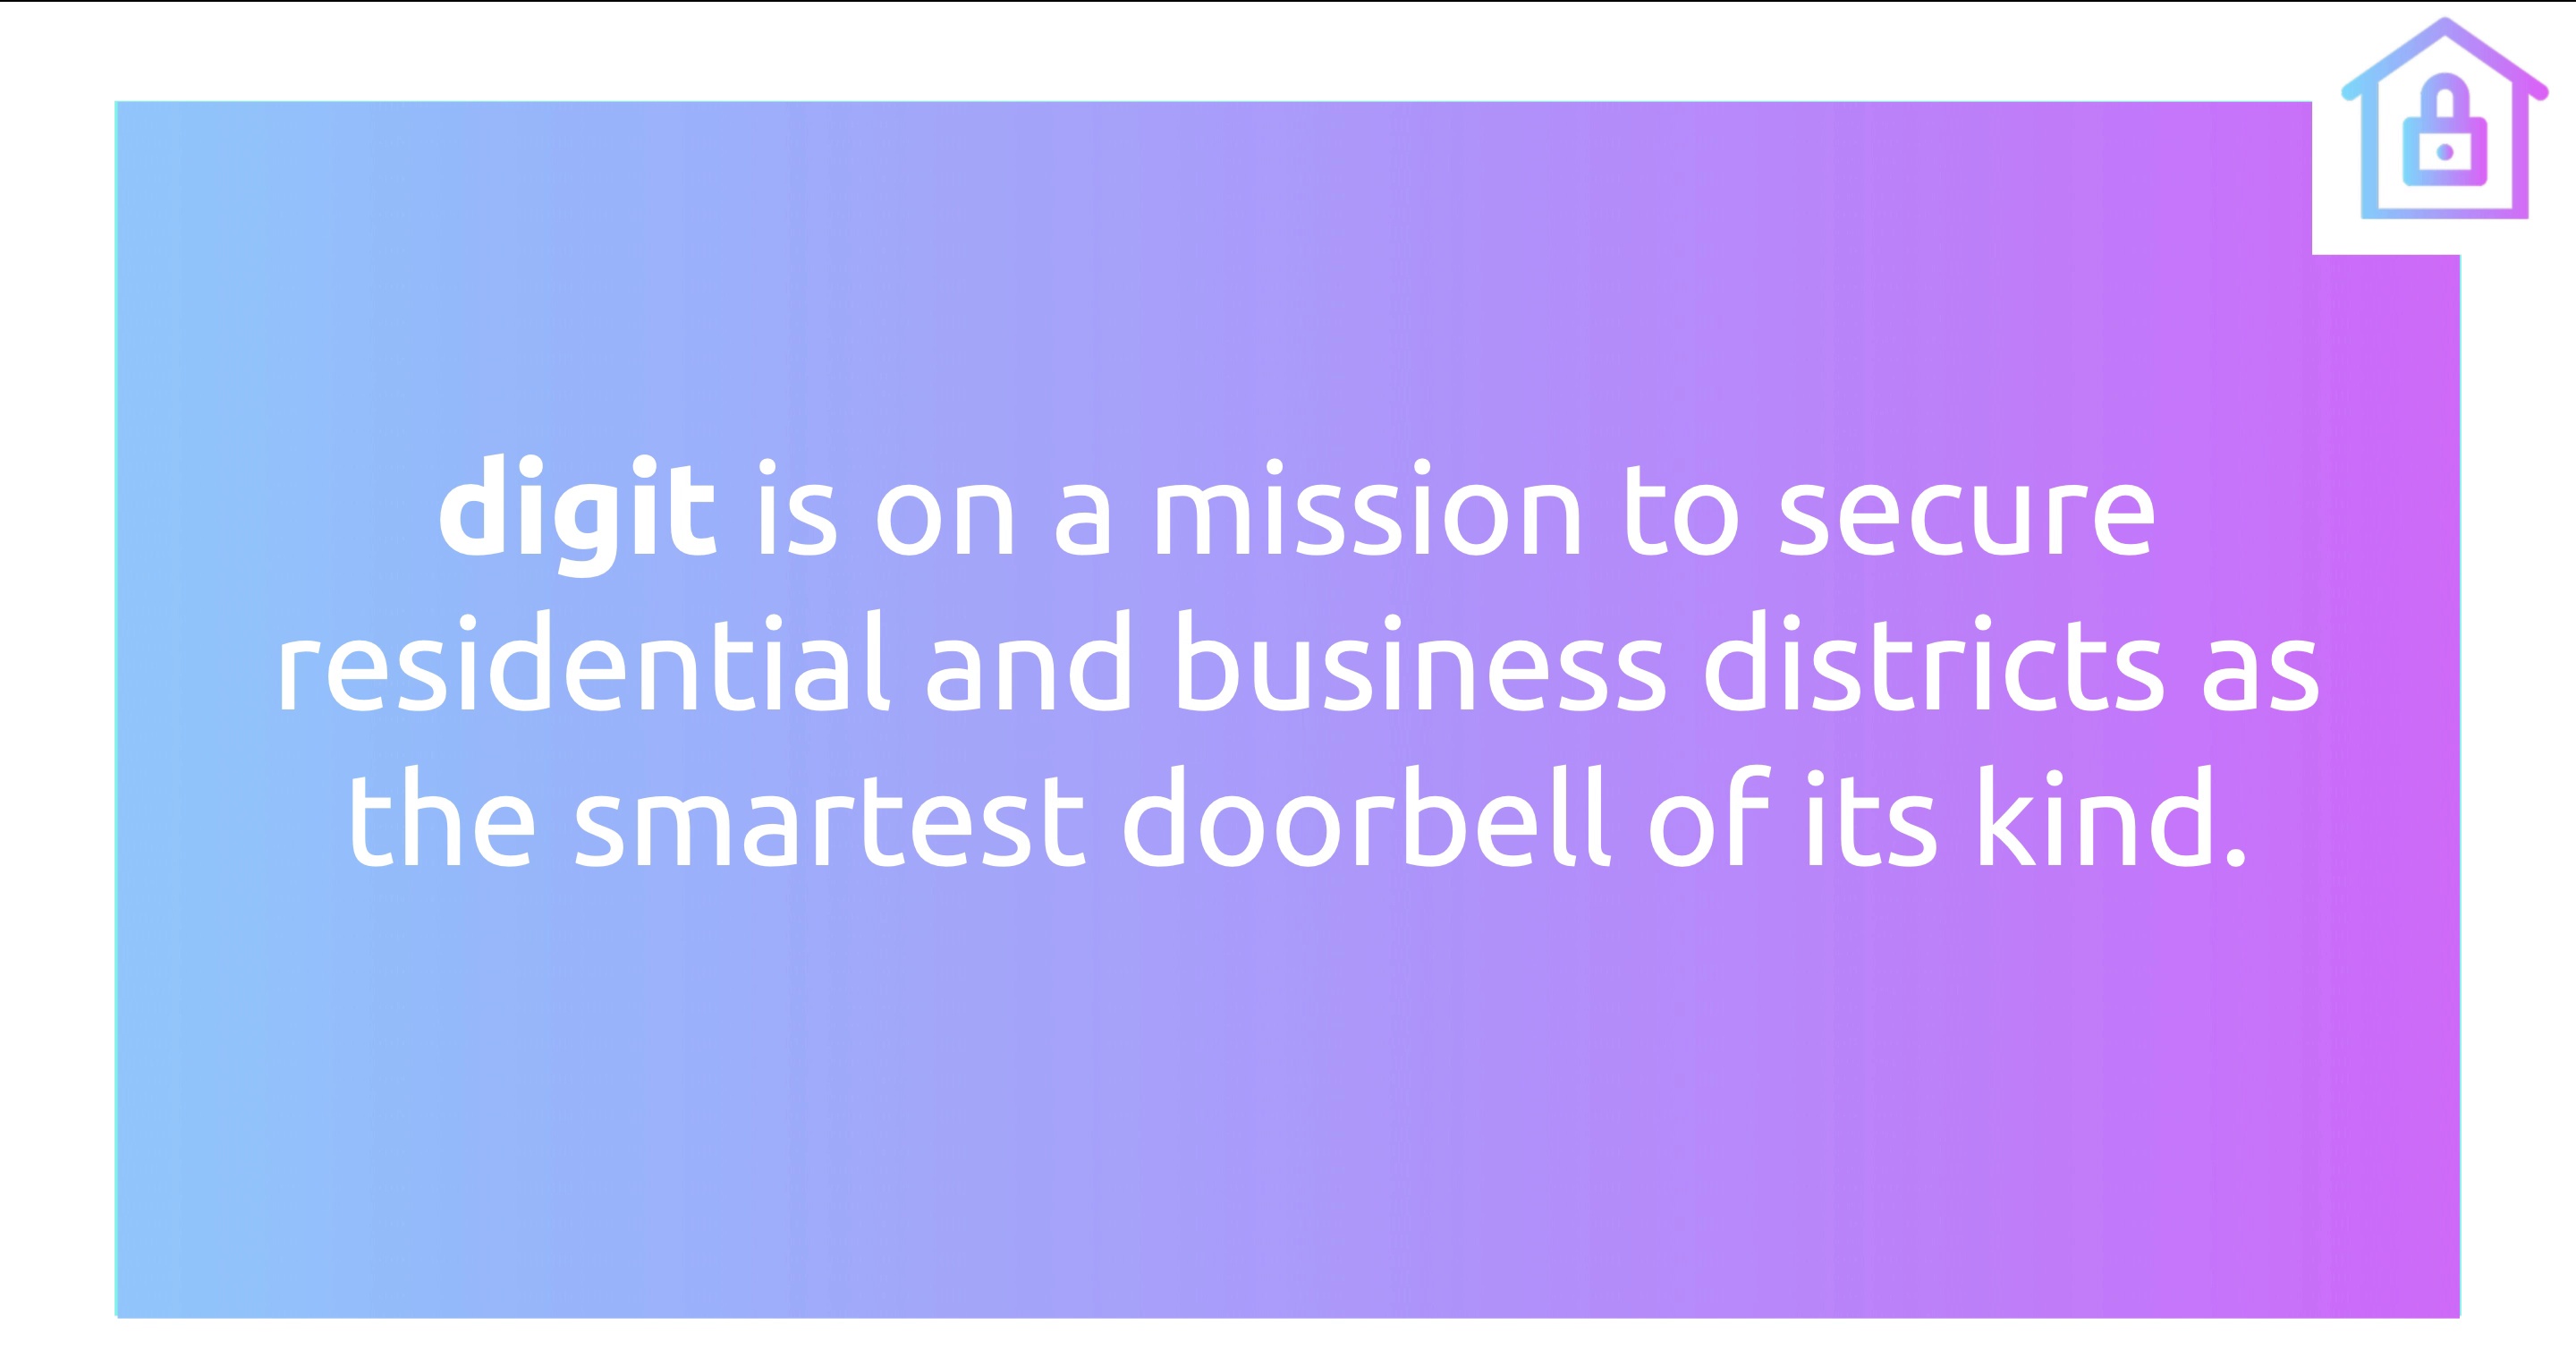 digit is on a mission to secure
residential and business districts as
the smartest doorbell of its kind.